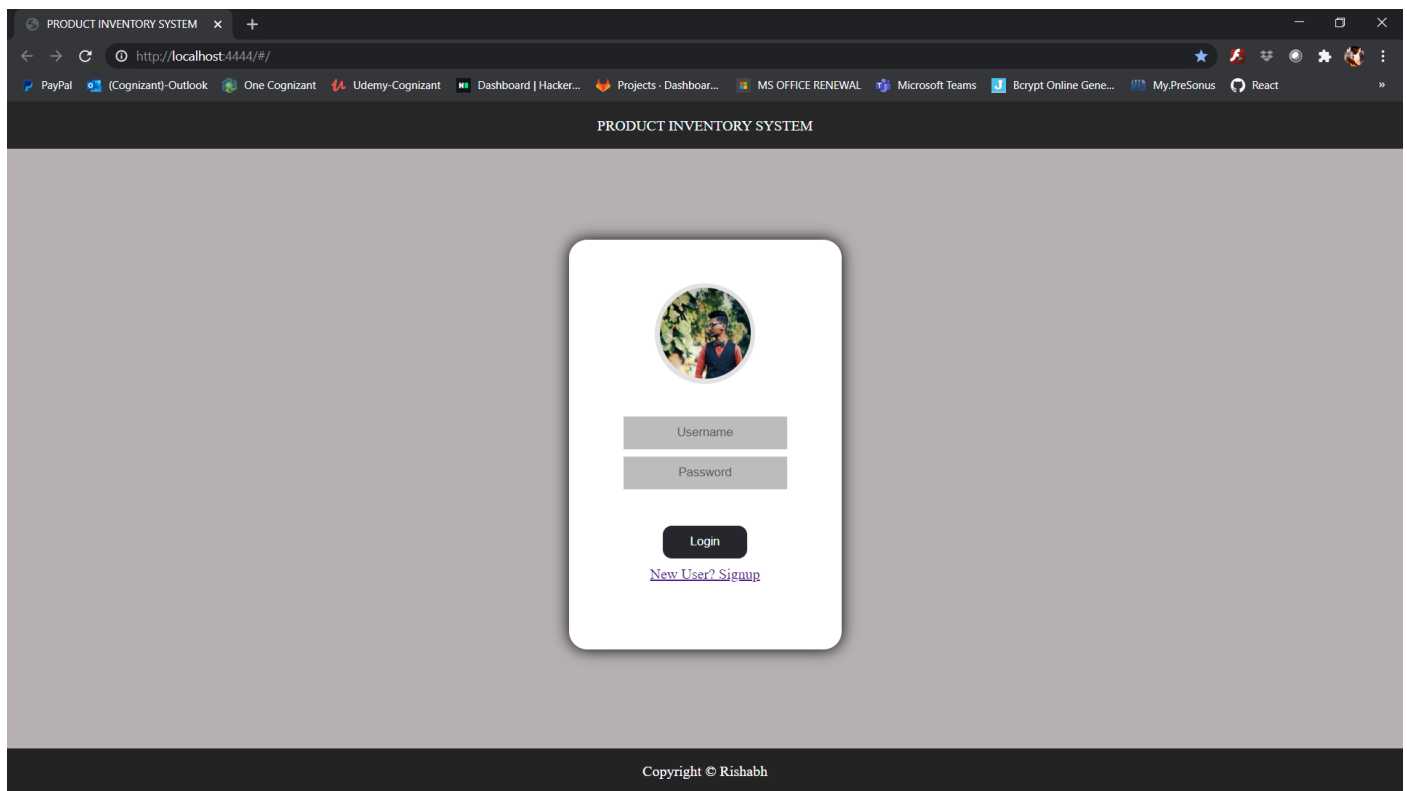 PRODUCT INVENTORY SYSTEM
http://localhost:4444/#/
PayPal (Cognizant)-Outlook One Cognizant Udemy-Cognizant Dashboard | Hacker... Projects · Dashboar... MS OFFICE RENEWAL Microsoft Teams Bcrypt Online Gene... My.PreSonus React »
PRODUCT INVENTORY SYSTEM
Username
Password
Login
New User? Signup
Copyright © Rishabh